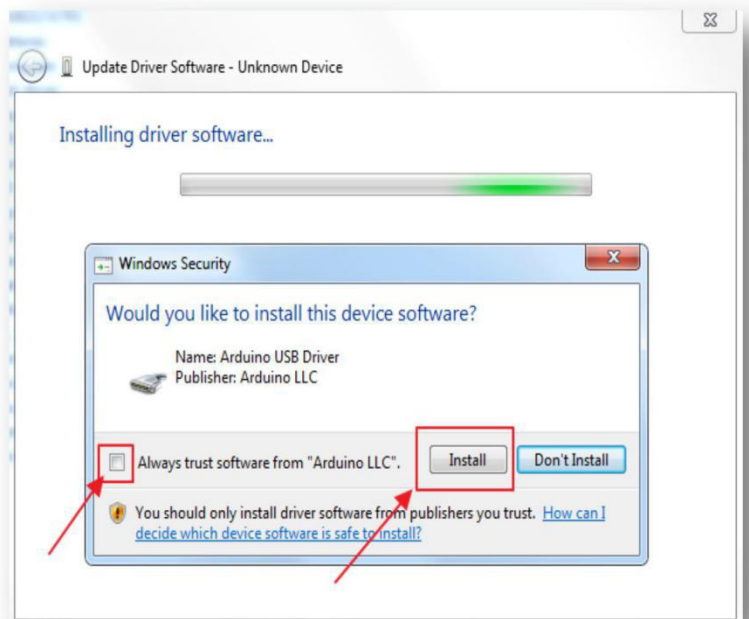 Update Driver Software - Unknown Device
Installing driver software...
Windows Security
Would you like to install this device software?
Name: Arduino USB Driver
Publisher: Arduino LLC
Always trust software from "Arduino LLC".
Install
Don't Install
You should only install driver software from publishers you trust. How can I
decide which device software is safe to install?